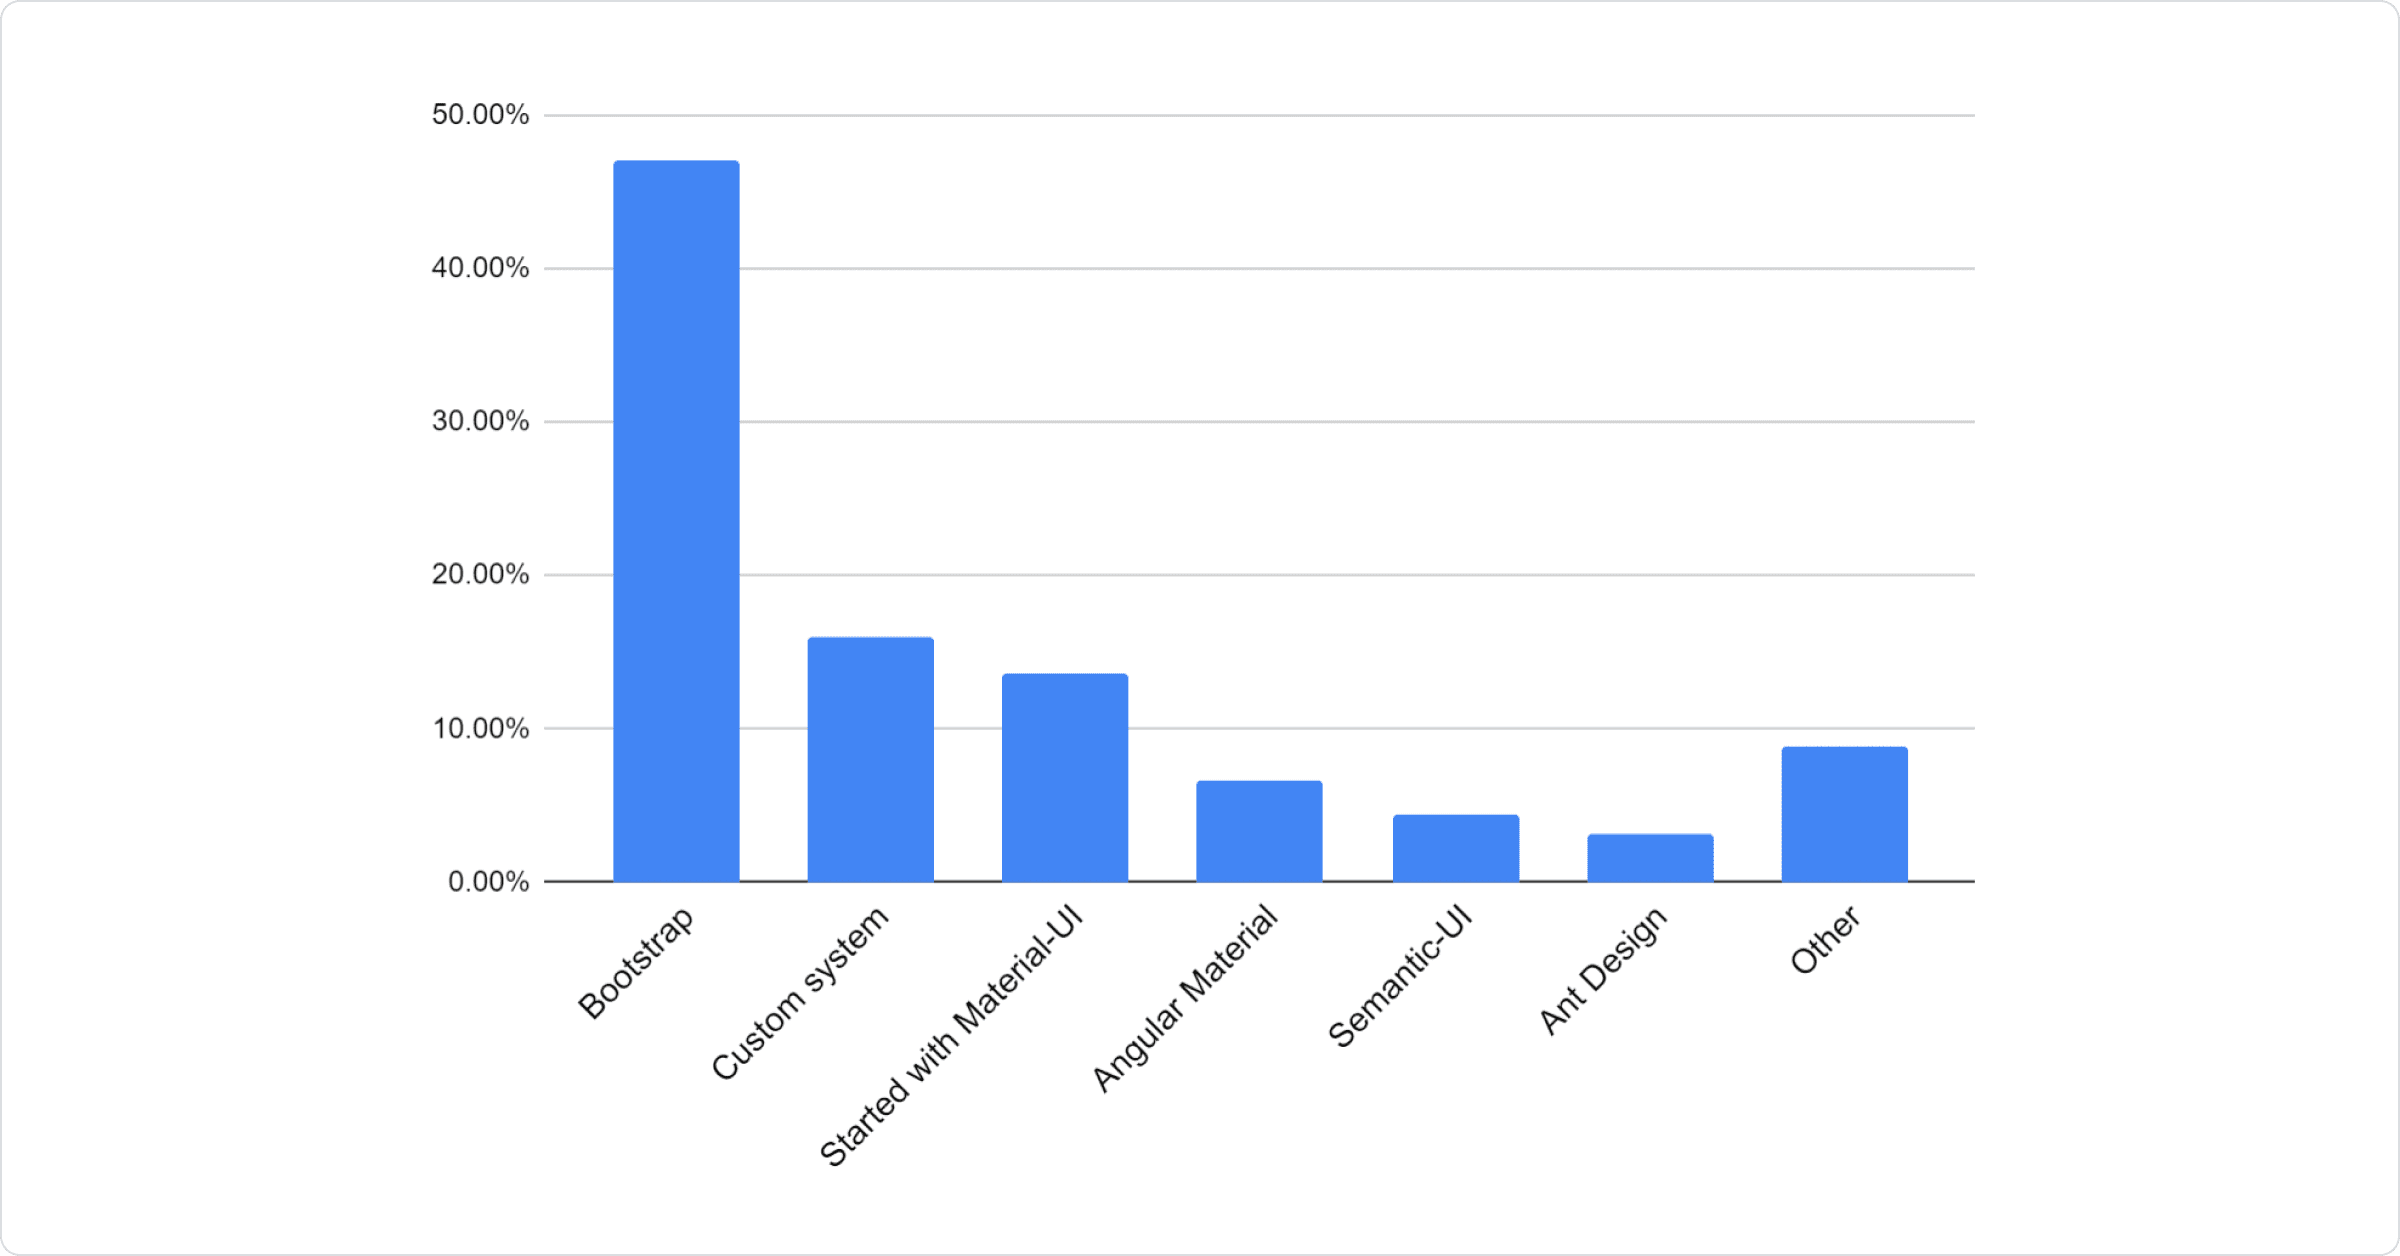 50.00%
40.00%
30.00%
20.00%
10.00%
0.00%
Bootstrap
Custom system
Started with Material-UI
Angular Material
Semantic-UI
Ant Design
Other